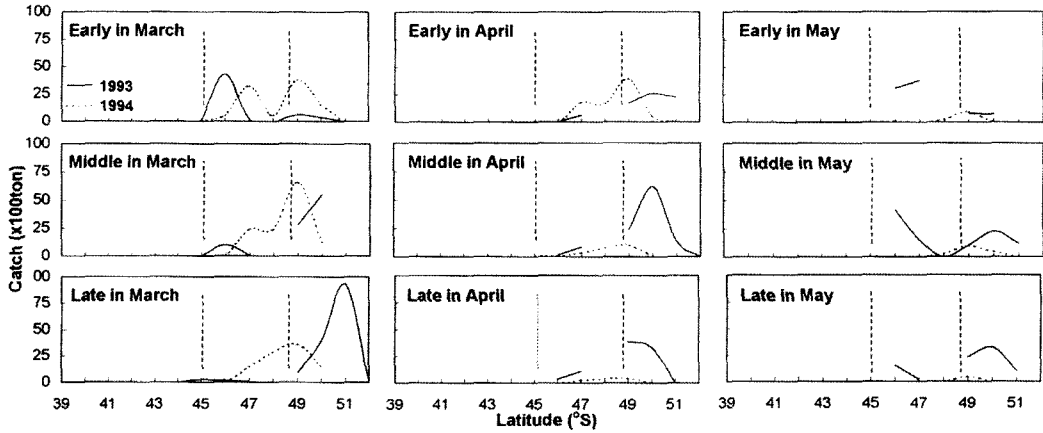 100
75
50
25
0
Early in March
1993
1994
Early in April
Early in May
100
75
50
25
0
Middle in March
Middle in April
Middle in May
Catch (x100ton)
00
75
50
25
0
Late in March
Late in April
Late in May
39 41 43 45 47 49 51
39 41 43 45 47 49 51
39 41 43 45 47 49 51
Latitude (°S)